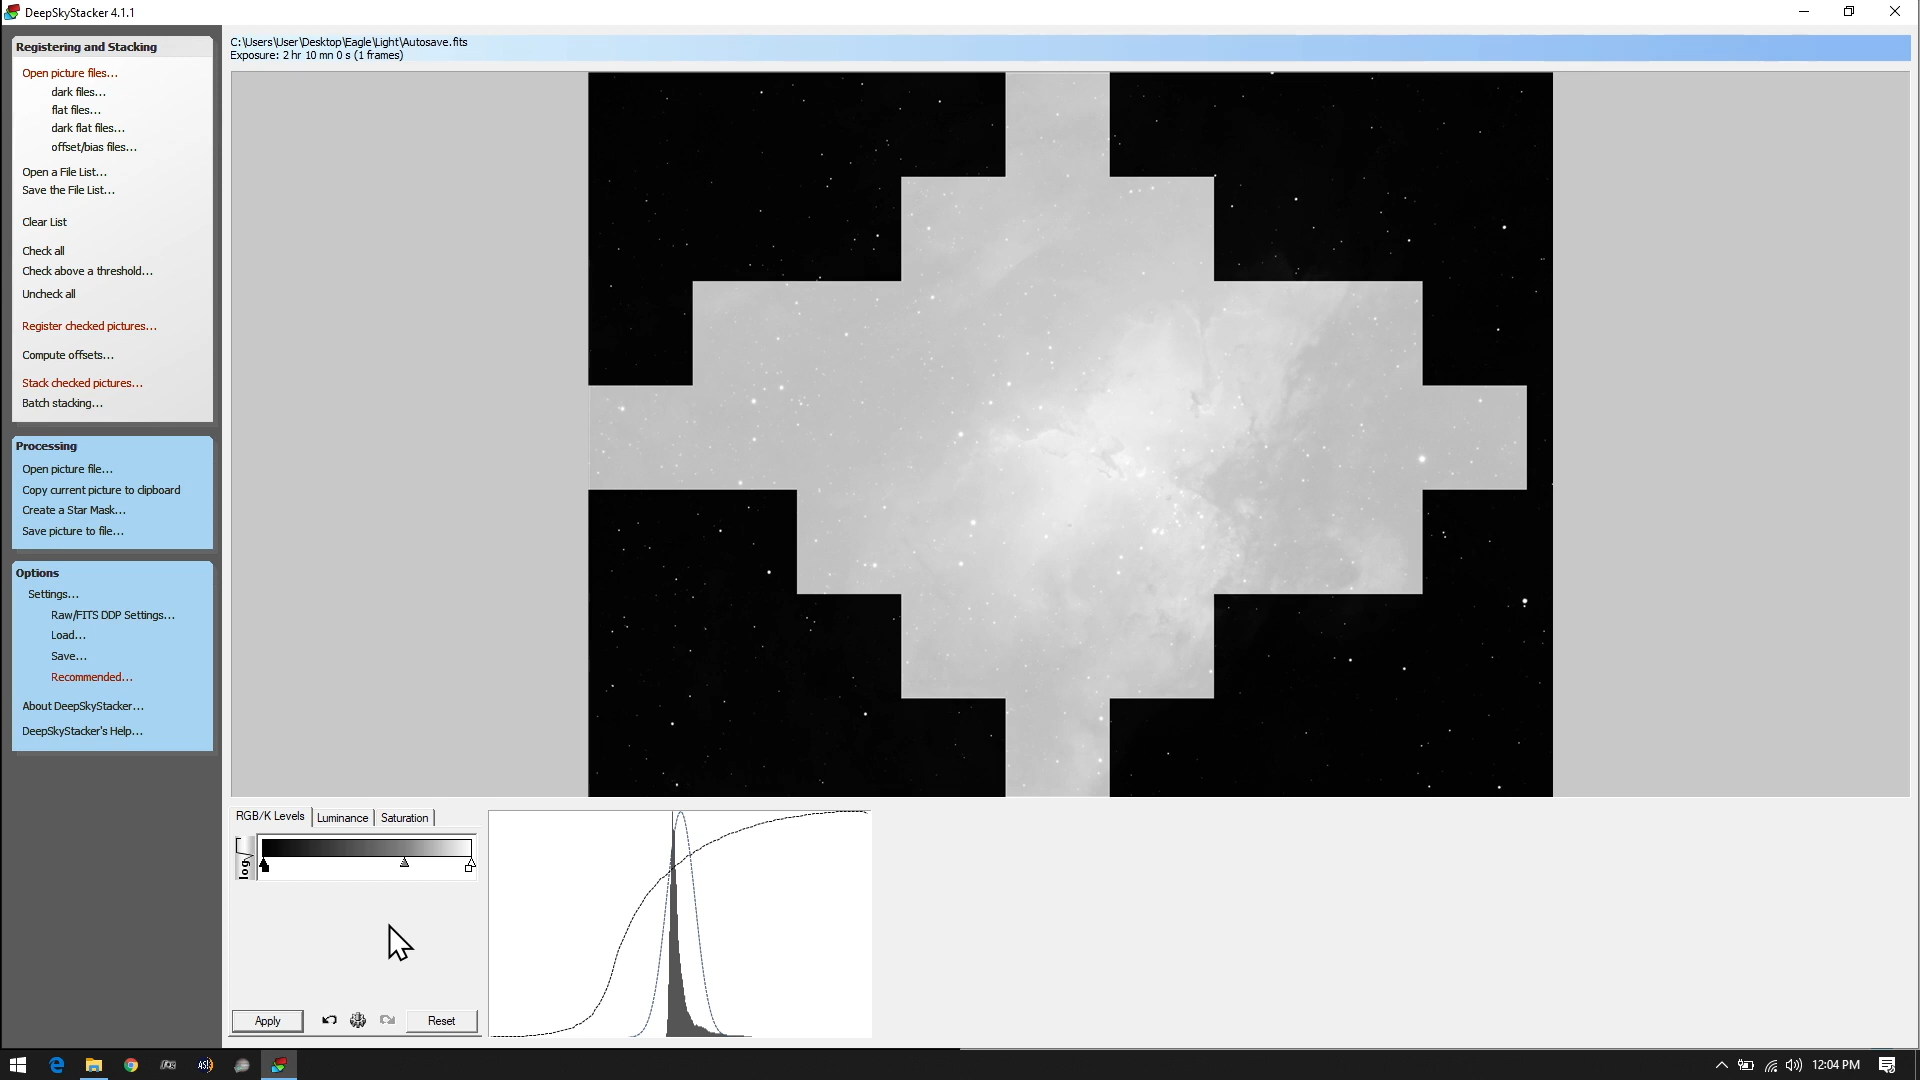 DeepSkyStacker 4.1.1
Registering and Stacking
Open picture files...
dark files...
flat files...
dark flat files...
offset/bias files...
Open a File List...
Save the File List...
Clear List
Check all
Check above a threshold...
Uncheck all
Register checked pictures...
Compute offsets...
Stack checked pictures...
Batch stacking...
Processing
Open picture file...
Copy current picture to clipboard
Create a Star Mask...
Save picture to file...
Options
Settings...
Raw/FITS DDP Settings...
Load...
Save...
Recommended...
About DeepSkyStacker...
DeepSkyStacker's Help...
C:\Users\User\Desktop\Eagle\Light\Autosave.fits
Exposure: 2 hr 10 mn 0 s (1 frames)
RGB/K Levels
Luminance
Saturation
log
Apply
Reset
12:04 PM